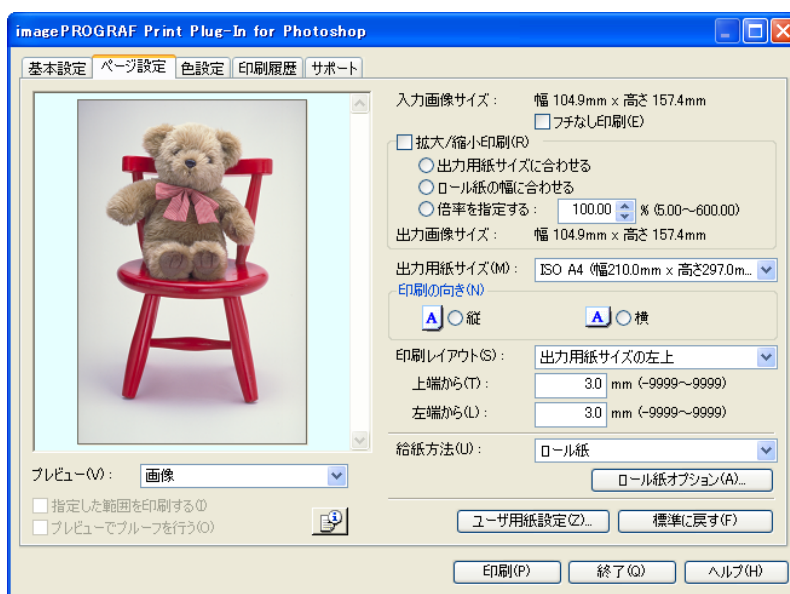 imagePROGRAF Print Plug-In for Photoshop
基本設定 ページ設定 色設定 印刷履歴 サポート
入力画像サイズ： 幅 104.9mm x 高さ 157.4mm
フチなし印刷(E)
拡大/縮小印刷(R)
出力用紙サイズに合わせる
ロール紙の幅に合わせる
倍率を指定する： 100.00 % (5.00～600.00)
出力画像サイズ： 幅 104.9mm x 高さ 157.4mm
出力用紙サイズ(M)： ISO A4 (幅210.0mm x 高さ297.0m...
印刷の向き(N)
A 縦 A 横
印刷レイアウト(S)： 出力用紙サイズの左上
上端から(T)： 3.0 mm (-9999～9999)
左端から(L)： 3.0 mm (-9999～9999)
給紙方法(U)： ロール紙
ロール紙オプション(A)...
プレビュー(V)： 画像
指定した範囲を印刷する(I)
プレビューでプルーフを行う(O)
ユーザ用紙設定(Z)... 標準に戻す(F)
印刷(P) 終了(Q) ヘルプ(H)